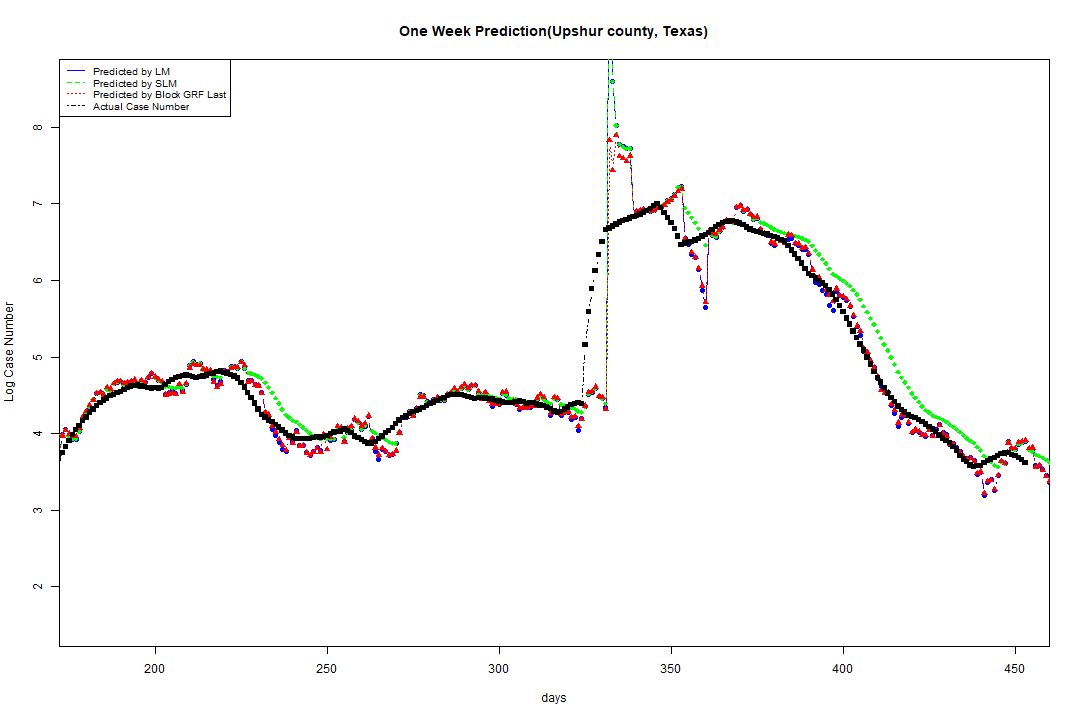 One Week Prediction(Upshur county, Texas)
Predicted by LM
Predicted by SLM
Predicted by Block GRF Last
Actual Case Number
Log Case Number
8
7
6
5
4
3
2
200 250 300 350 400 450
days